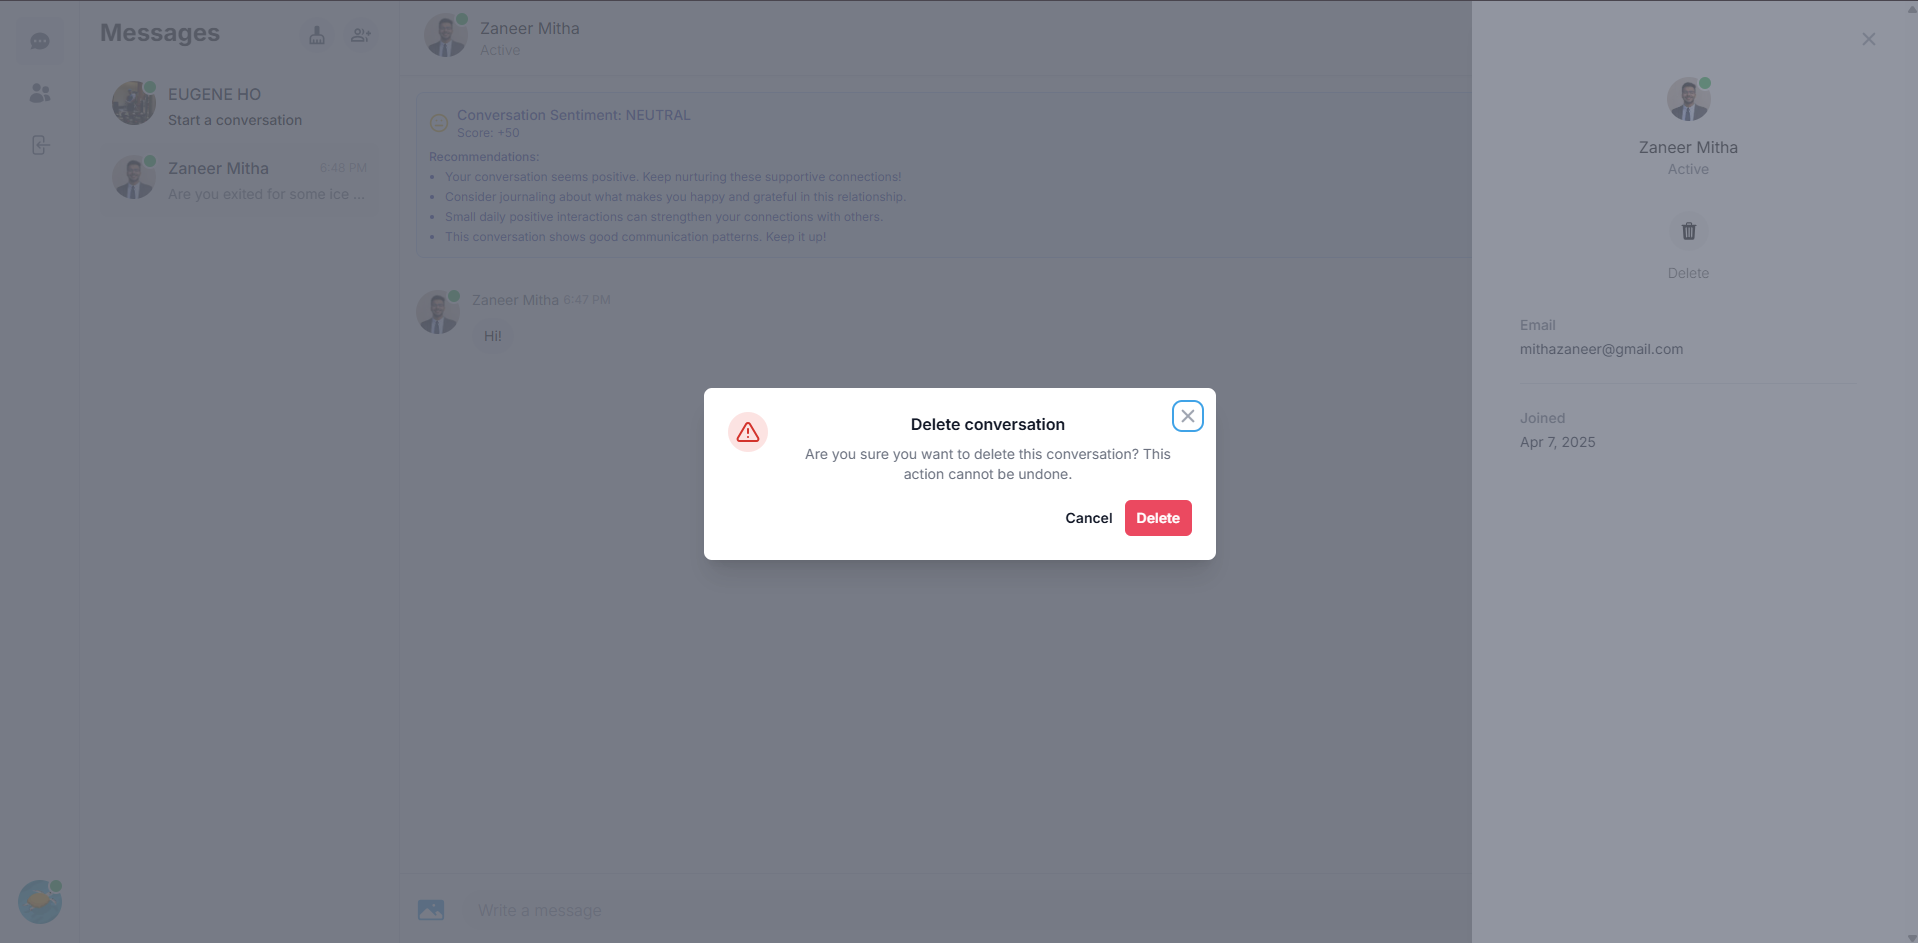 Messages
EUGENE HO
Start a conversation
Zaneer Mitha 6:48 PM
Are you exited for some ice ...
Zaneer Mitha
Active
Conversation Sentiment: NEUTRAL
Score: +50
Recommendations:
• Your conversation seems positive. Keep nurturing these supportive connections!
• Consider journaling about what makes you happy and grateful in this relationship.
• Small daily positive interactions can strengthen your connections with others.
• This conversation shows good communication patterns. Keep it up!
Zaneer Mitha 6:47 PM
Hi!
Write a message
Delete conversation
Are you sure you want to delete this conversation? This
action cannot be undone.
Cancel Delete
Zaneer Mitha
Active
Delete
Email
mithazaneer@gmail.com
Joined
Apr 7, 2025